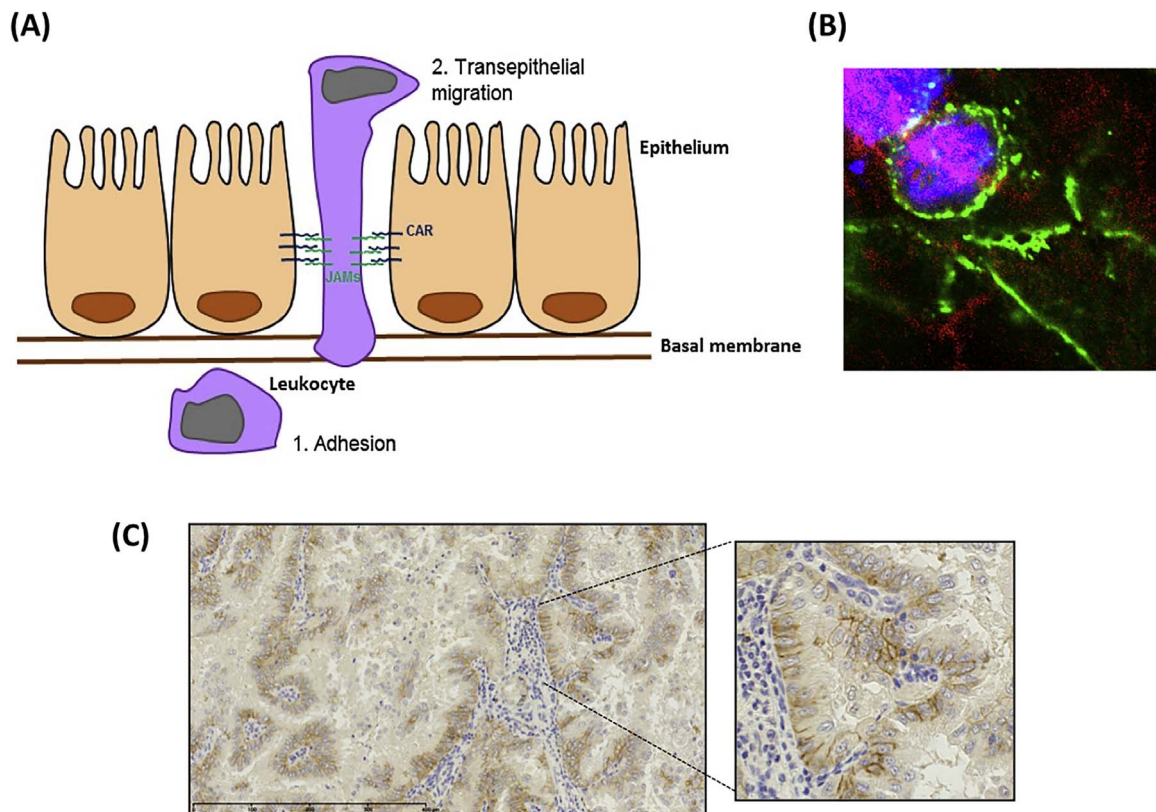 (A)
(B)
2. Transepithelial
migration
Epithelium
CAR
JAMs
Basal membrane
Leukocyte
1. Adhesion
(C)